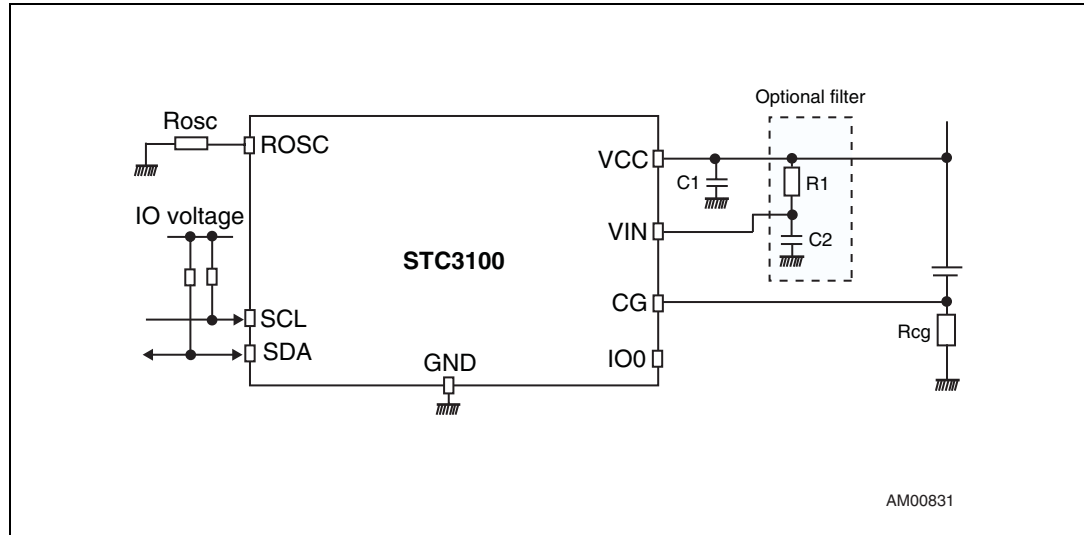 Optional filter
Rosc
ROSC
VCC
C1
R1
IO voltage
VIN
C2
STC3100
CG
SCL
Rcg
SDA
GND
IO0
AM00831